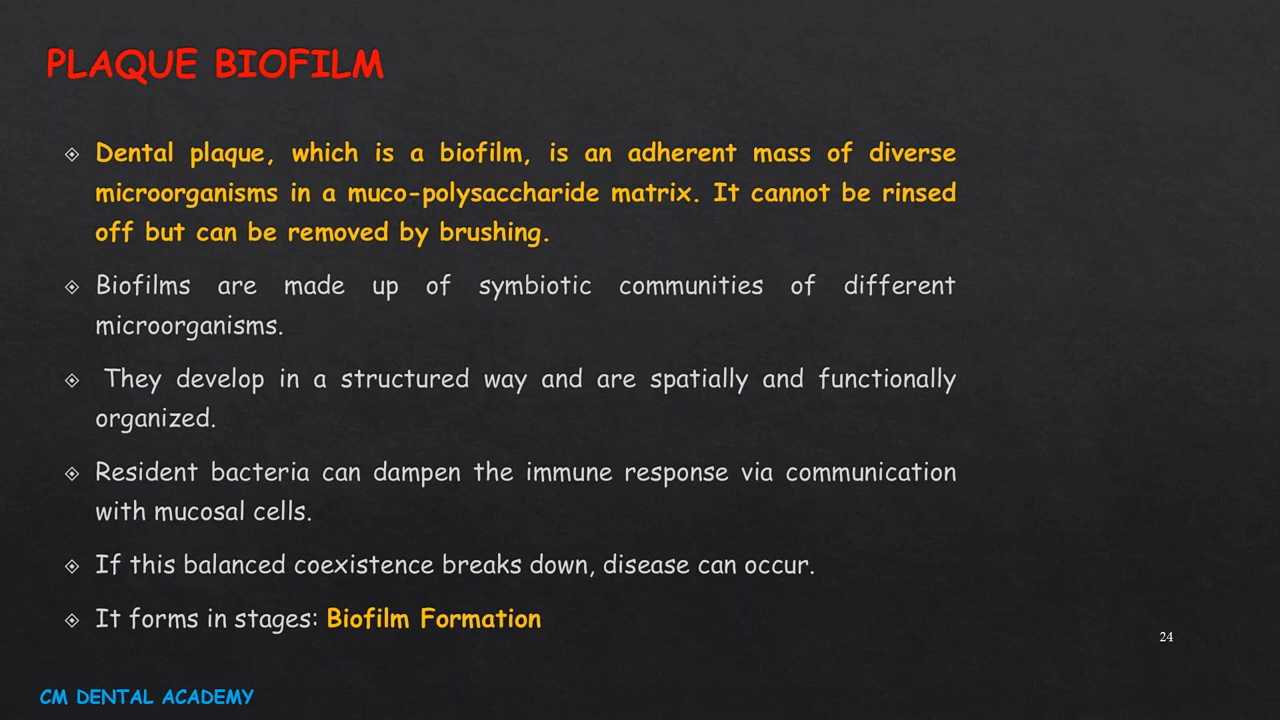 PLAQUE BIOFILM
Dental plaque, which is a biofilm, is an adherent mass of diverse
microorganisms in a muco-polysaccharide matrix. It cannot be rinsed
off but can be removed by brushing.
Biofilms are made up of symbiotic communities of different
microorganisms.
They develop in a structured way and are spatially and functionally
organized.
Resident bacteria can dampen the immune response via communication
with mucosal cells.
If this balanced coexistence breaks down, disease can occur.
It forms in stages: Biofilm Formation
24
CM DENTAL ACADEMY